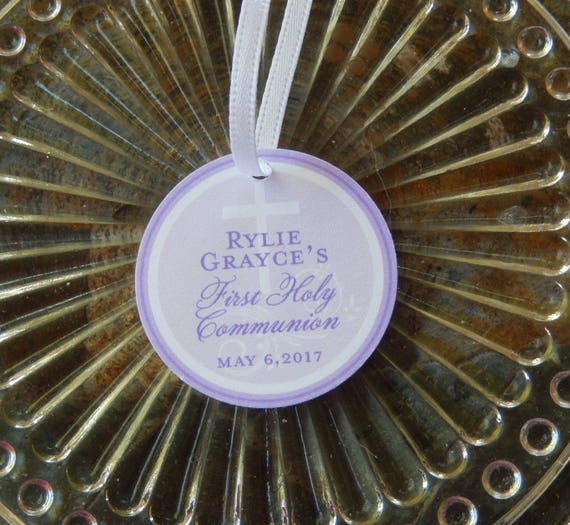 RYLIE
GRAYCE'S
First Holy
Communion
MAY 6, 2017